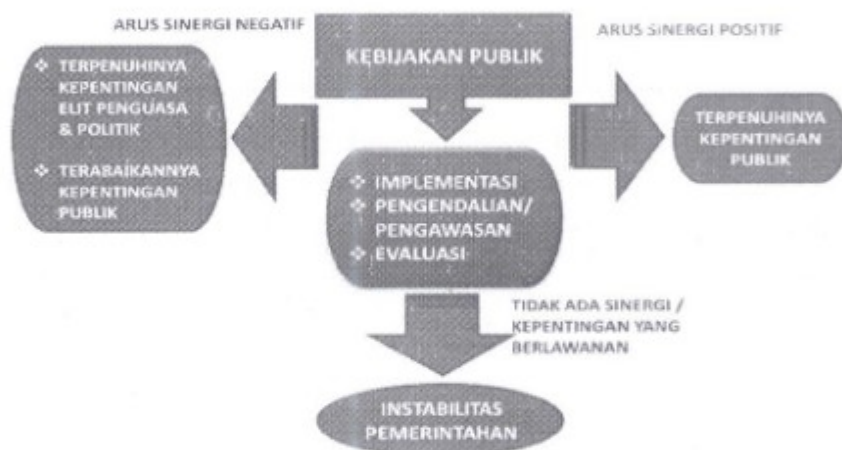 ARUS SINERGI NEGATIF
KEBIJAKAN PUBLIK
ARUS SINERGI POSITIF
❖ TERPENUHINYA
KEPENTINGAN
ELIT PENGUASA
& POLITIK
❖ TERABAIKANNYA
KEPENTINGAN
PUBLIK
TERPENUHINYA
KEPENTINGAN
PUBLIK
❖ IMPLEMENTASI
❖ PENGENDALIAN/
PENGAWASAN
❖ EVALUASI
TIDAK ADA SINERGI /
KEPENTINGAN YANG
BERLAWANAN
INSTABILITAS
PEMERINTAHAN